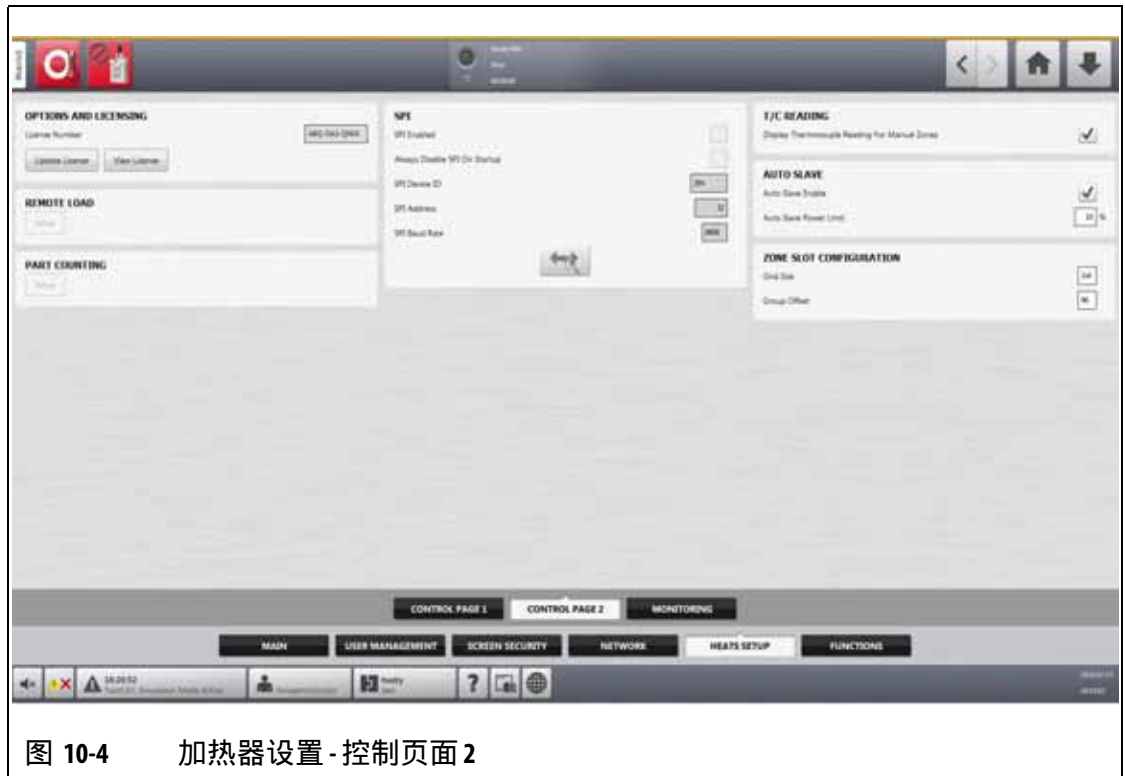 OPTIONS AND LICENSING
License Number
Update License
View License
REMOTE LOAD
Setup
PART COUNTING
Setup
SPI
SPI Enabled
Always Disable SPI On Startup
SPI Device ID
SPI Address
32
SPI Baud Rate
9600
T/C READING
Display Thermocouple Reading For Manual Zones
AUTO SLAVE
Auto Slave Enable
Auto Slave Power Limit
%
ZONE SLOT CONFIGURATION
Grid Size
Group Offset
CONTROL PAGE 1
CONTROL PAGE 2
MONITORING
MAIN
USER MANAGEMENT
SCREEN SECURITY
NETWORK
HEATS SETUP
FUNCTIONS
?
图 10-4 加热器设置 - 控制页面 2